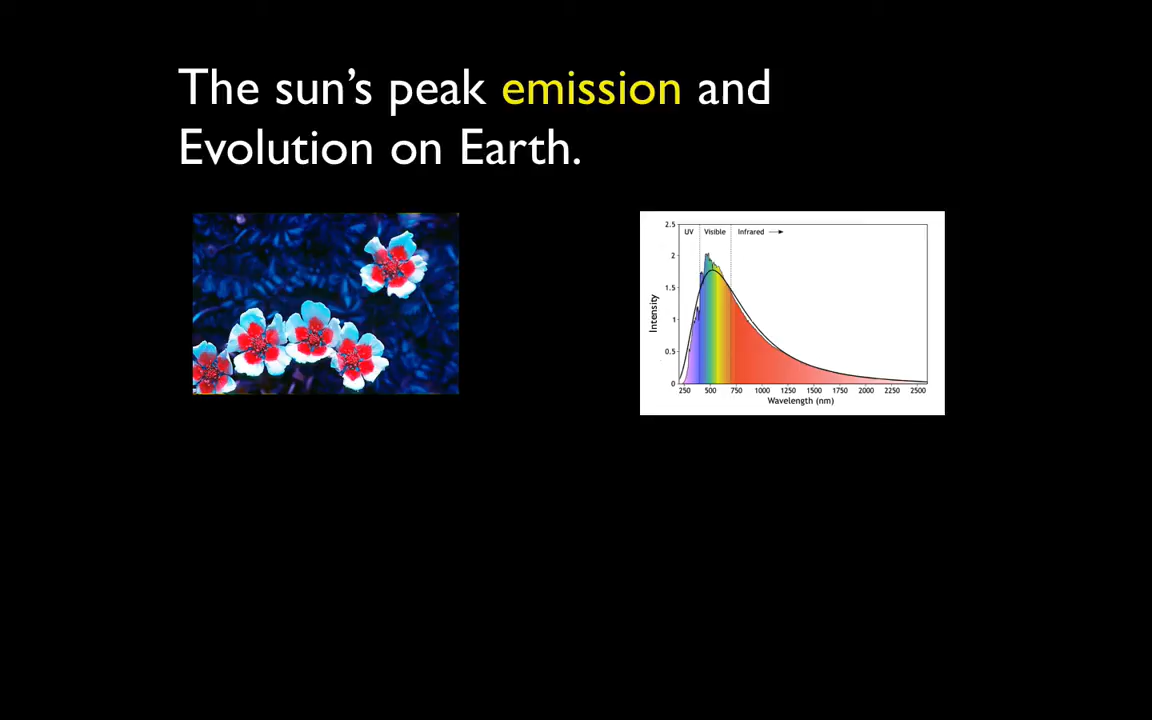 The sun’s peak emission and
Evolution on Earth.
2.5
UV Visible Infrared
2
1.5
1
0.5
0
Intensity
250 500 750 1000 1250 1500 1750 2000 2250 2500
Wavelength (nm)